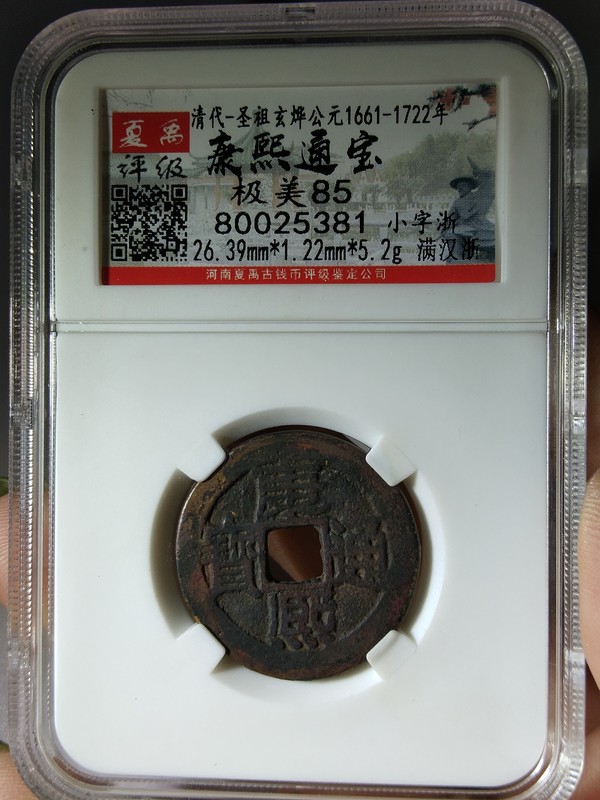 清代-圣祖玄烨公元1661-1722年
夏禹
评级
康熙通宝
极美85
80025381 小字浙
26.39mm*1.22mm*5.2g 满汉浙
河南夏禹古钱币评级鉴定公司
康熙通寶